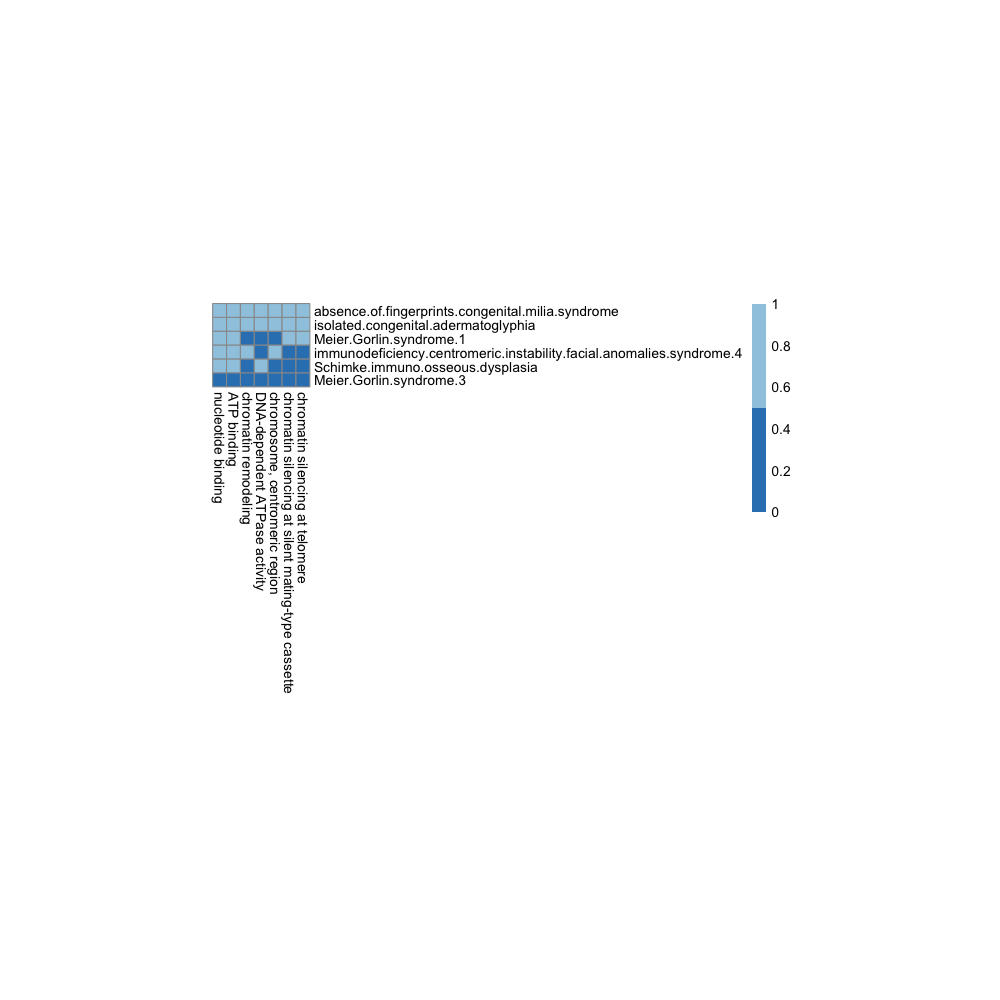 absence.of.fingerprints.congenital.milia.syndrome
isolated.congenital.adermatoglyphia
Meier.Gorlin.syndrome.1
immunodeficiency.centromeric.instability.facial.anomalies.syndrome.4
Schimke.immuno.osseous.dysplasia
Meier.Gorlin.syndrome.3
nucleotide binding
ATP binding
chromatin remodeling
DNA-dependent ATPase activity
chromosome, centromeric region
chromatin silencing at silent mating-type cassette
chromatin silencing at telomere
1
0.8
0.6
0.4
0.2
0